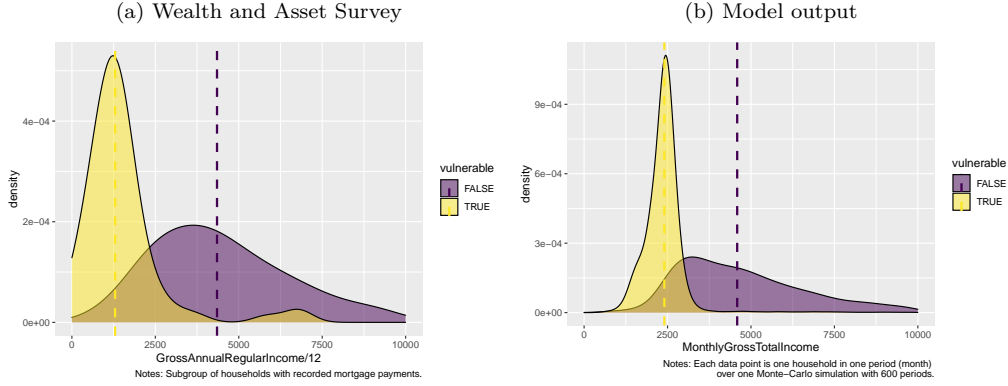 (a) Wealth and Asset Survey
4e−04
2e−04
0e+00
density
0
2500
5000
7500
10000
GrossAnnualRegularIncome/12
Notes: Subgroup of households with recorded mortgage payments.
vulnerable
FALSE
TRUE
(b) Model output
9e−04
6e−04
3e−04
0e+00
density
0
2500
5000
7500
10000
MonthlyGrossTotalIncome
Notes: Each data point is one household in one period (month)
over one Monte−Carlo simulation with 600 periods.
vulnerable
FALSE
TRUE